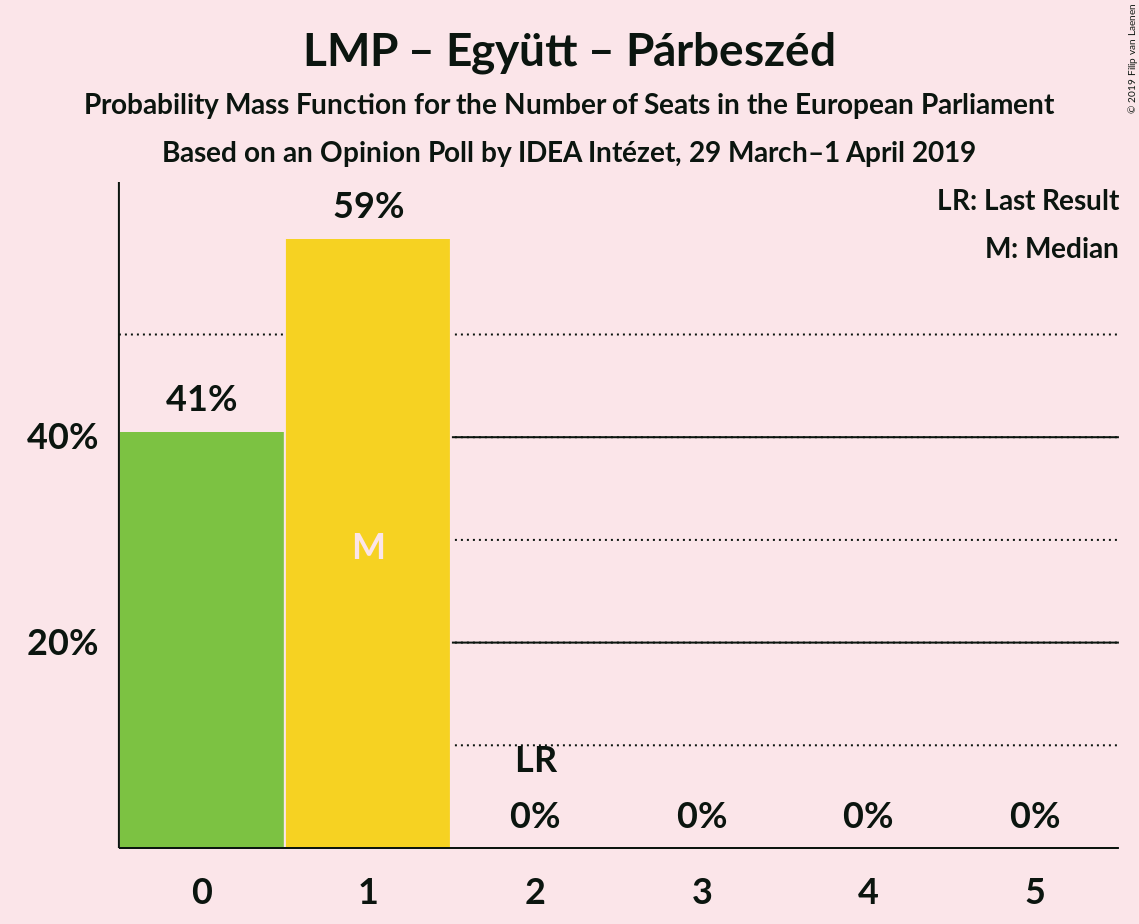 LMP – Együtt – Párbeszéd
Probability Mass Function for the Number of Seats in the European Parliament
Based on an Opinion Poll by IDEA Intézet, 29 March–1 April 2019
© 2019 Filip van Laenen
LR: Last Result
M: Median
59%
41%
40%
M
20%
LR
0% 0% 0% 0%
0 1 2 3 4 5